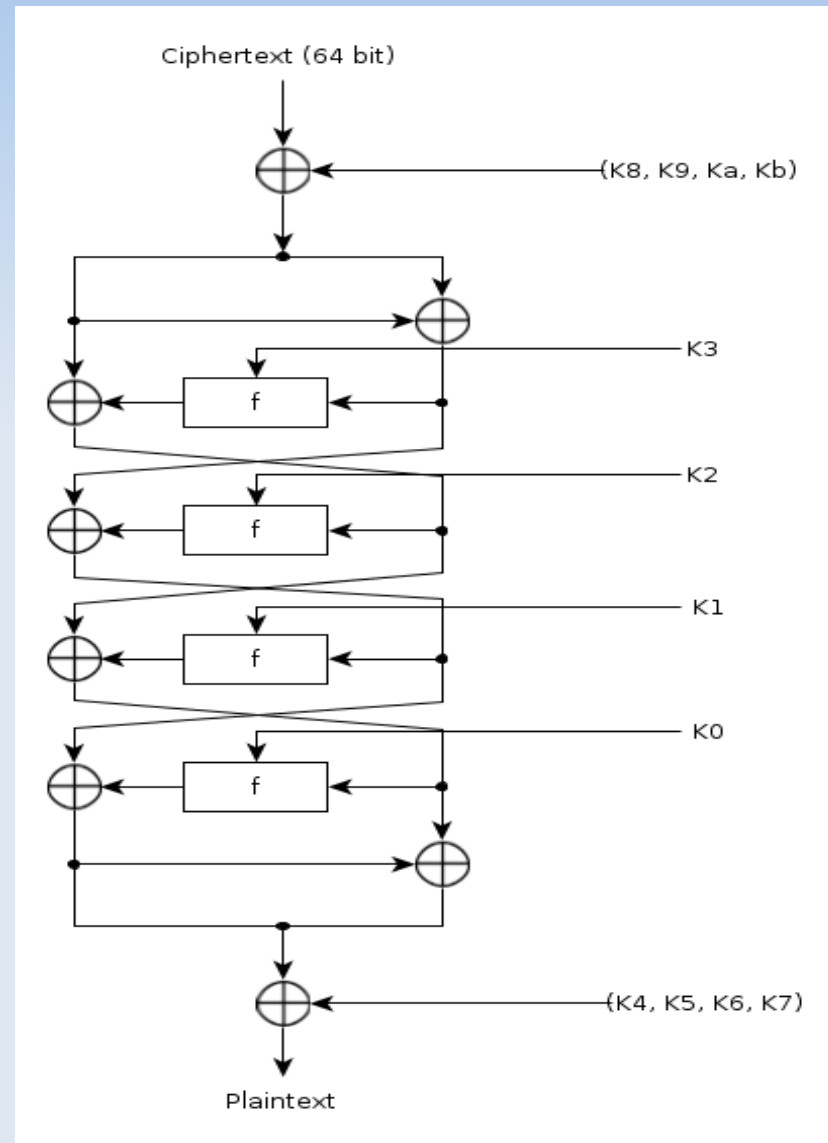 Ciphertext (64 bit)
(K8, K9, Ka, Kb)
K3
f
K2
f
K1
f
K0
f
(K4, K5, K6, K7)
Plaintext